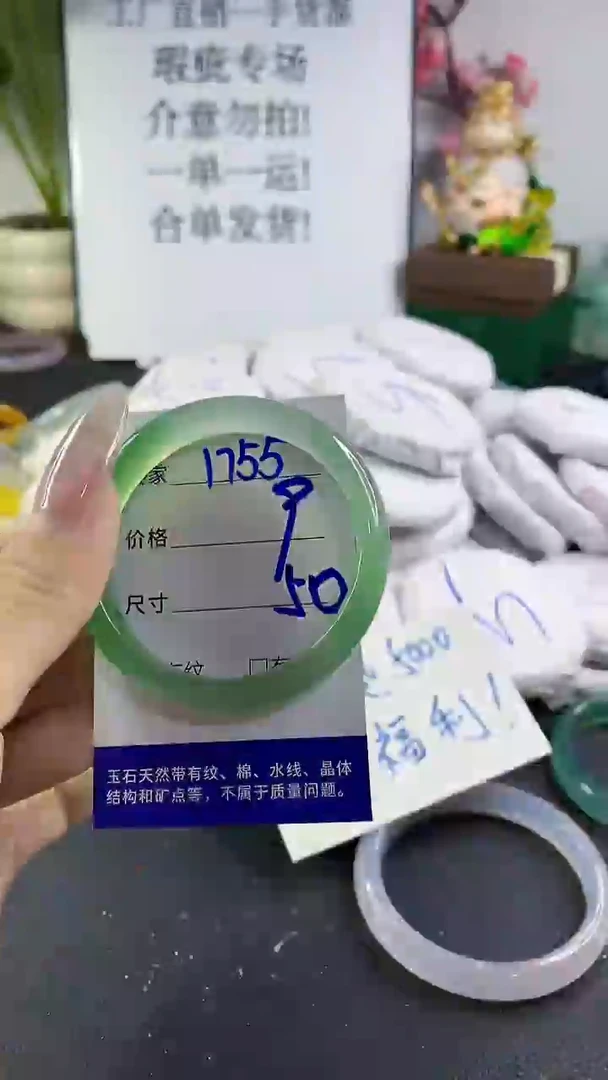 工厂直播一手货源
瑕疵专场
介意勿拍!
一单一运!
合单发货!
家 1755
价格
尺寸 50
纹
5000
福利!
玉石天然带有纹、棉、水线、晶体
结构和矿点等，不属于质量问题。